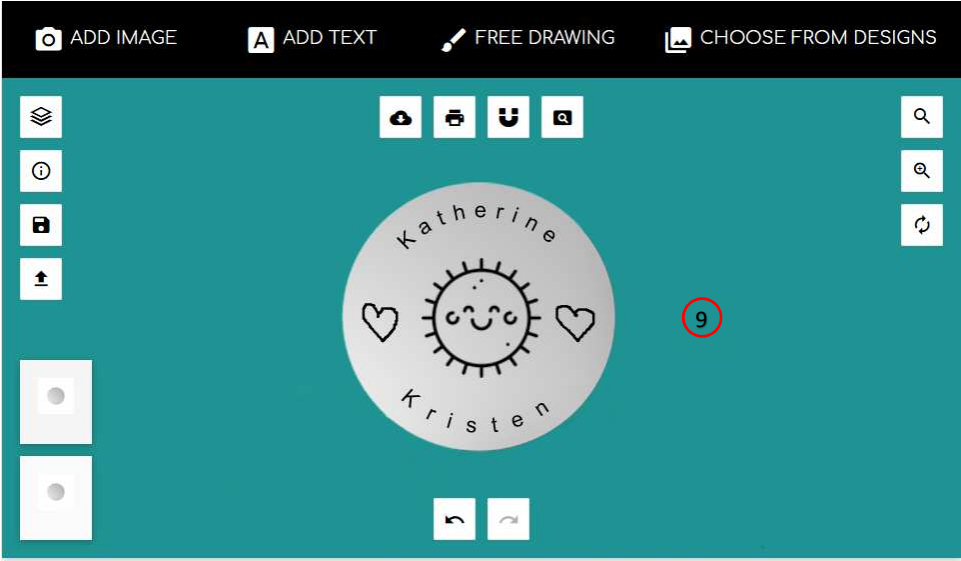 ADD IMAGE
ADD TEXT
FREE DRAWING
CHOOSE FROM DESIGNS
Katherine
9
Kristen